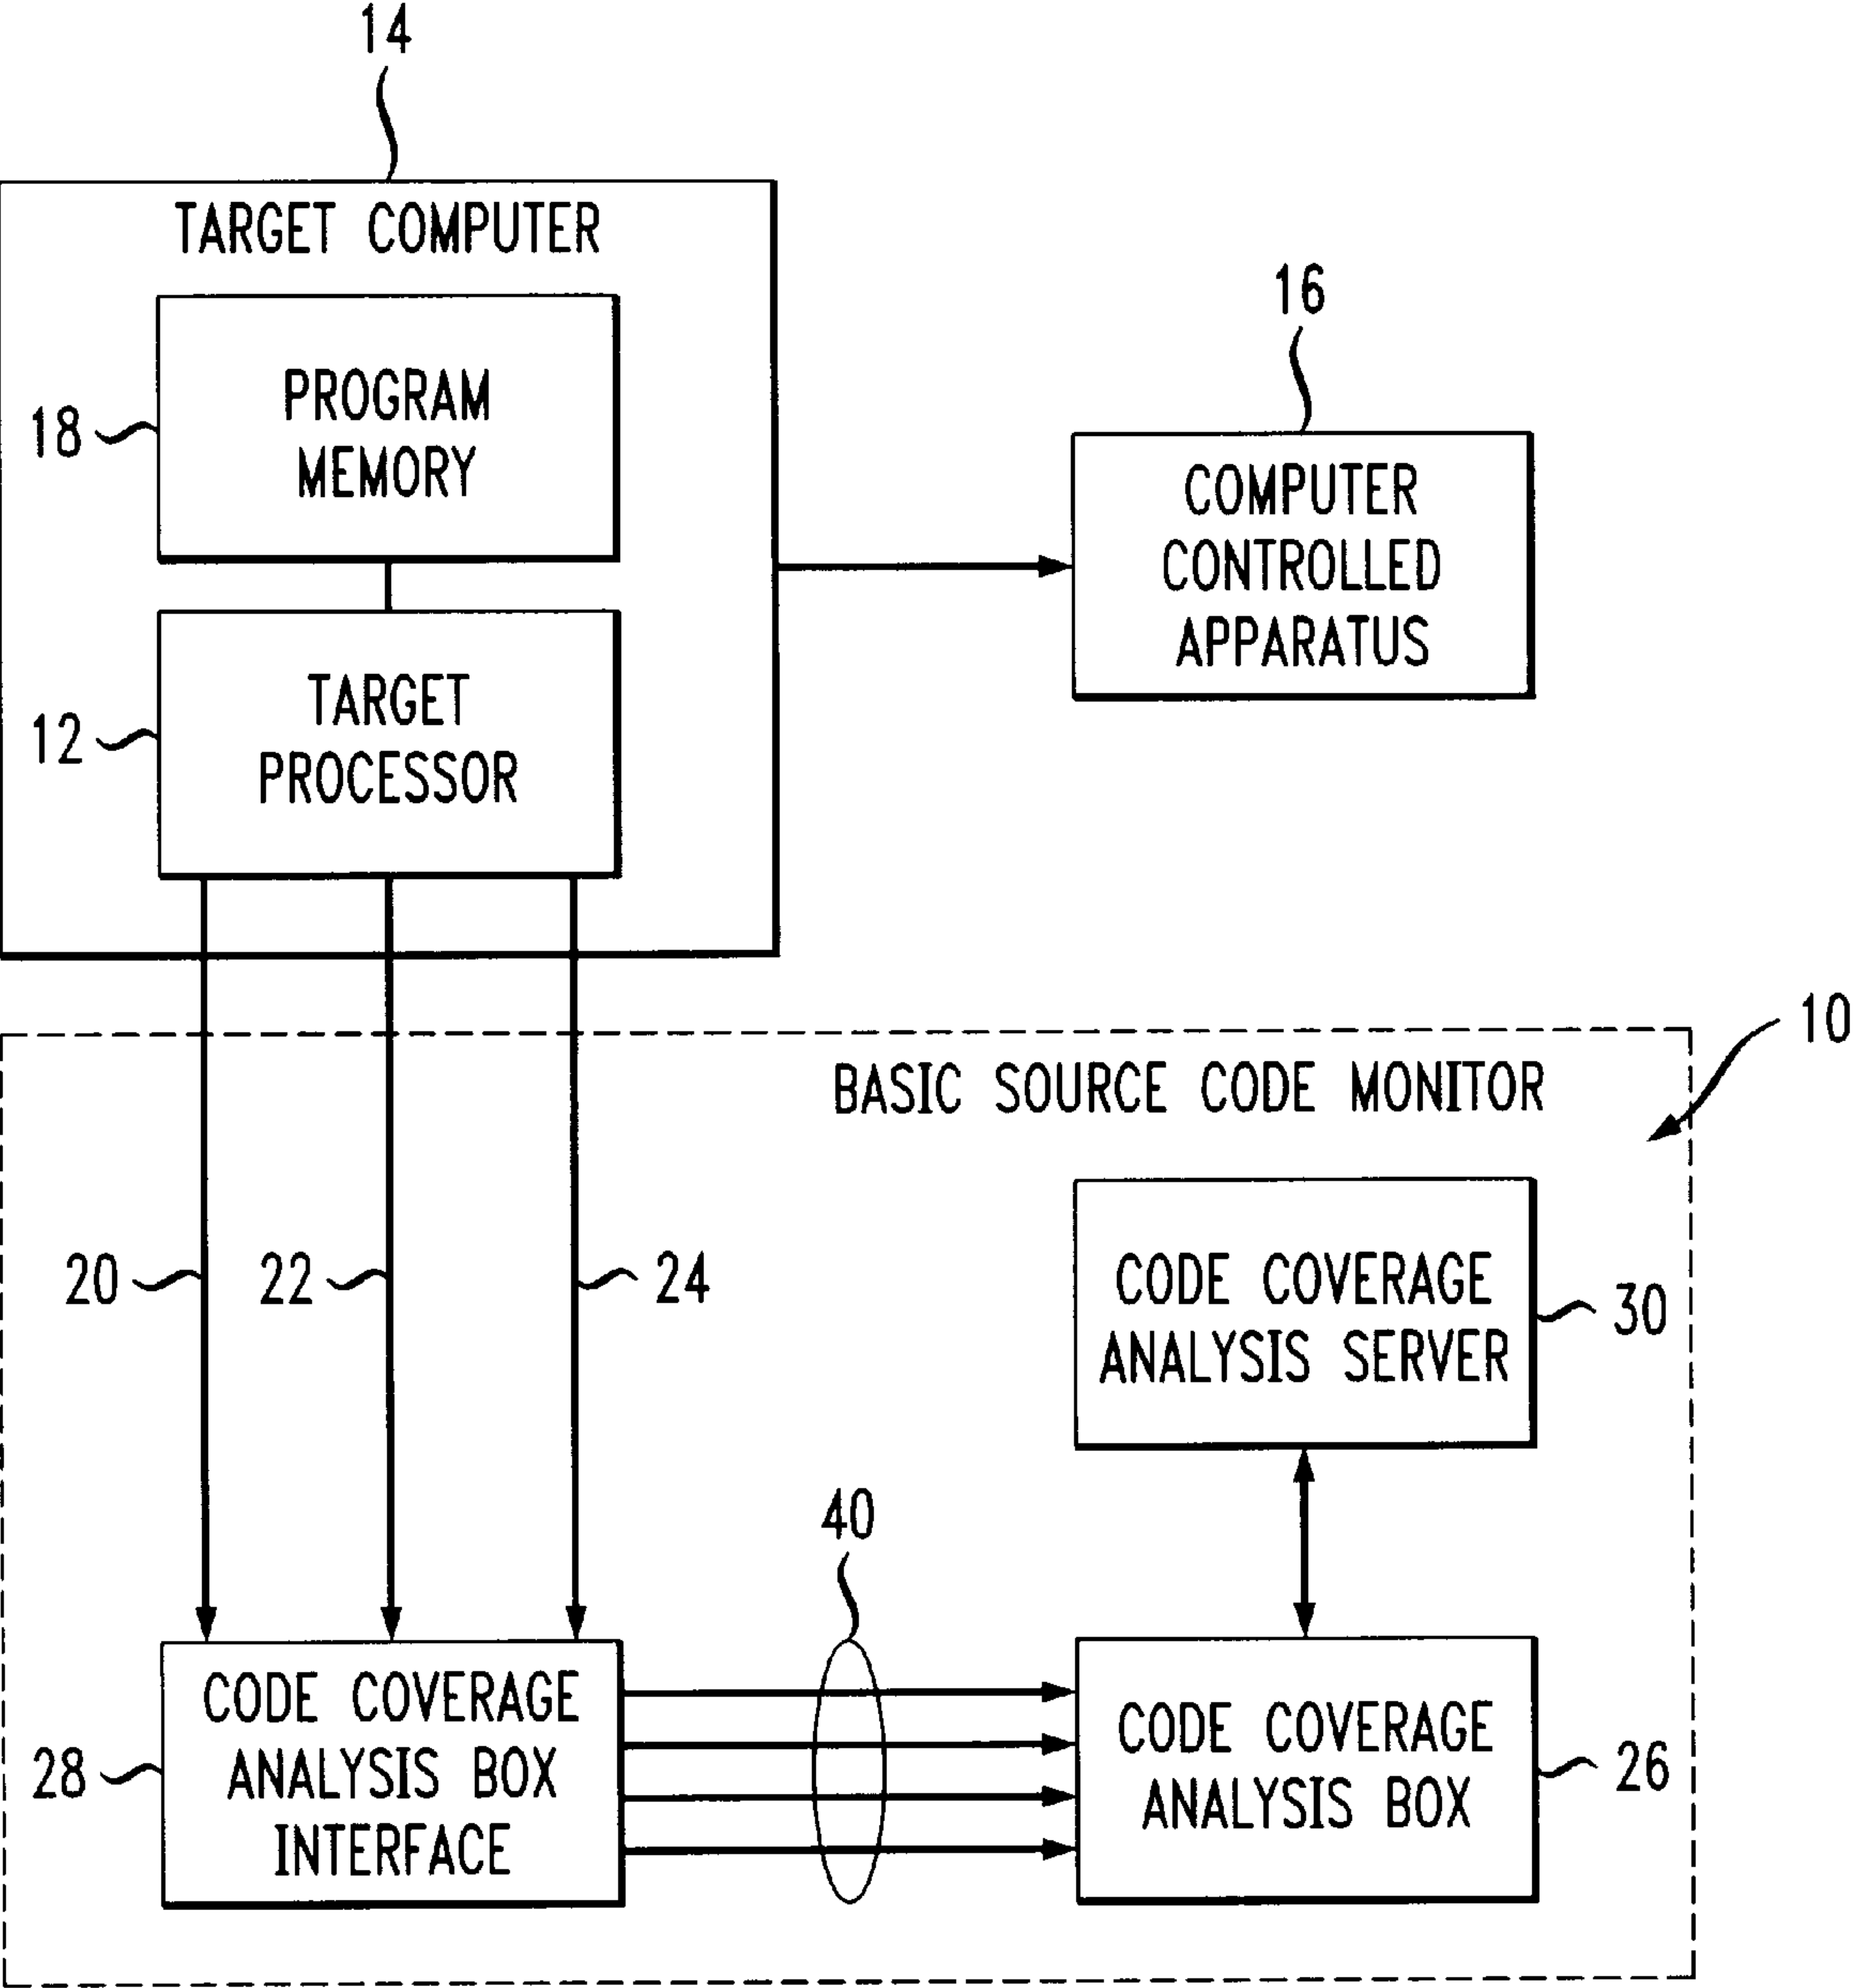 14
TARGET COMPUTER
PROGRAM
MEMORY
18
TARGET
PROCESSOR
12
16
COMPUTER
CONTROLLED
APPARATUS
10
BASIC SOURCE CODE MONITOR
20
22
24
CODE COVERAGE
ANALYSIS SERVER
30
40
CODE COVERAGE
ANALYSIS BOX
INTERFACE
28
CODE COVERAGE
ANALYSIS BOX
26